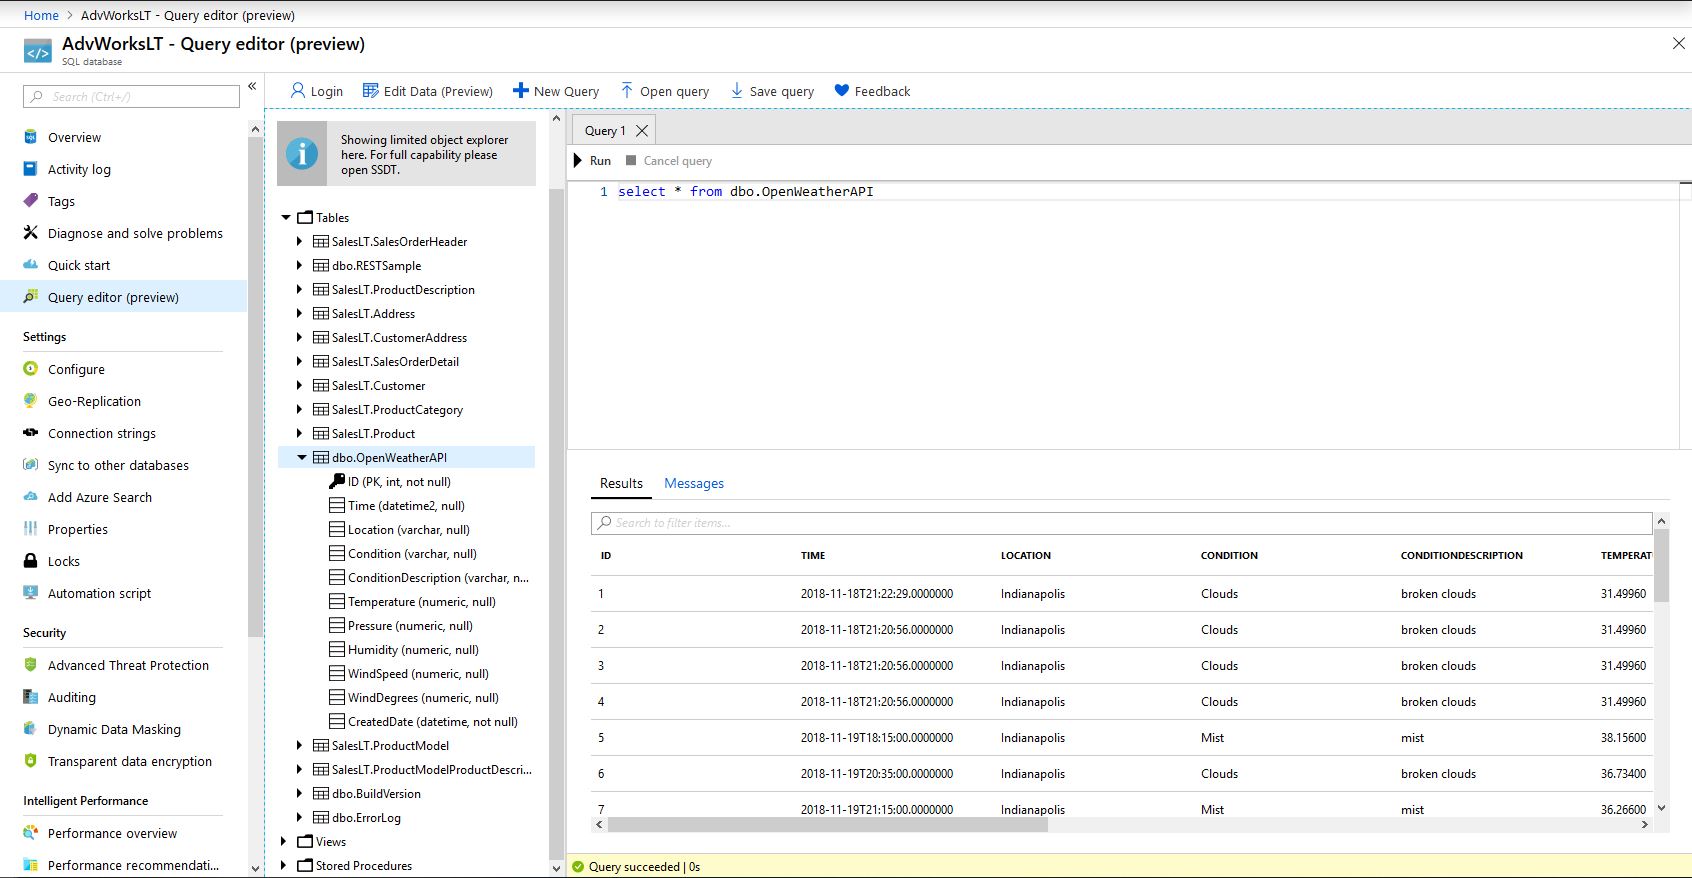 Home > AdvWorksLT - Query editor (preview)
AdvWorksLT - Query editor (preview)
SQL database
Search (Ctrl+/)
Overview
Activity log
Tags
Diagnose and solve problems
Quick start
Query editor (preview)
Settings
Configure
Geo-Replication
Connection strings
Sync to other databases
Add Azure Search
Properties
Locks
Automation script
Security
Advanced Threat Protection
Auditing
Dynamic Data Masking
Transparent data encryption
Intelligent Performance
Performance overview
Performance recommendati...
Login Edit Data (Preview) New Query Open query Save query Feedback
Showing limited object explorer
here. For full capability please
open SSDT.
Tables
SalesLT.SalesOrderHeader
dbo.RESTSample
SalesLT.ProductDescription
SalesLT.Address
SalesLT.CustomerAddress
SalesLT.SalesOrderDetail
SalesLT.Customer
SalesLT.ProductCategory
SalesLT.Product
dbo.OpenWeatherAPI
ID (PK, int, not null)
Time (datetime2, null)
Location (varchar, null)
Condition (varchar, null)
ConditionDescription (varchar, n...
Temperature (numeric, null)
Pressure (numeric, null)
Humidity (numeric, null)
WindSpeed (numeric, null)
WindDegrees (numeric, null)
CreatedDate (datetime, not null)
SalesLT.ProductModel
SalesLT.ProductModelProductDescri...
dbo.BuildVersion
dbo.ErrorLog
Views
Stored Procedures
Query 1
Run Cancel query
1 select * from dbo.OpenWeatherAPI
Results Messages
Search to filter items...
ID TIME LOCATION CONDITION CONDITIONDESCRIPTION TEMPERAT
1 2018-11-18T21:22:29.0000000 Indianapolis Clouds broken clouds 31.49960
2 2018-11-18T21:20:56.0000000 Indianapolis Clouds broken clouds 31.49960
3 2018-11-18T21:20:56.0000000 Indianapolis Clouds broken clouds 31.49960
4 2018-11-18T21:20:56.0000000 Indianapolis Clouds broken clouds 31.49960
5 2018-11-19T18:15:00.0000000 Indianapolis Mist mist 38.15600
6 2018-11-19T20:35:00.0000000 Indianapolis Clouds broken clouds 36.73400
7 2018-11-19T21:15:00.0000000 Indianapolis Mist mist 36.26600
Query succeeded | 0s